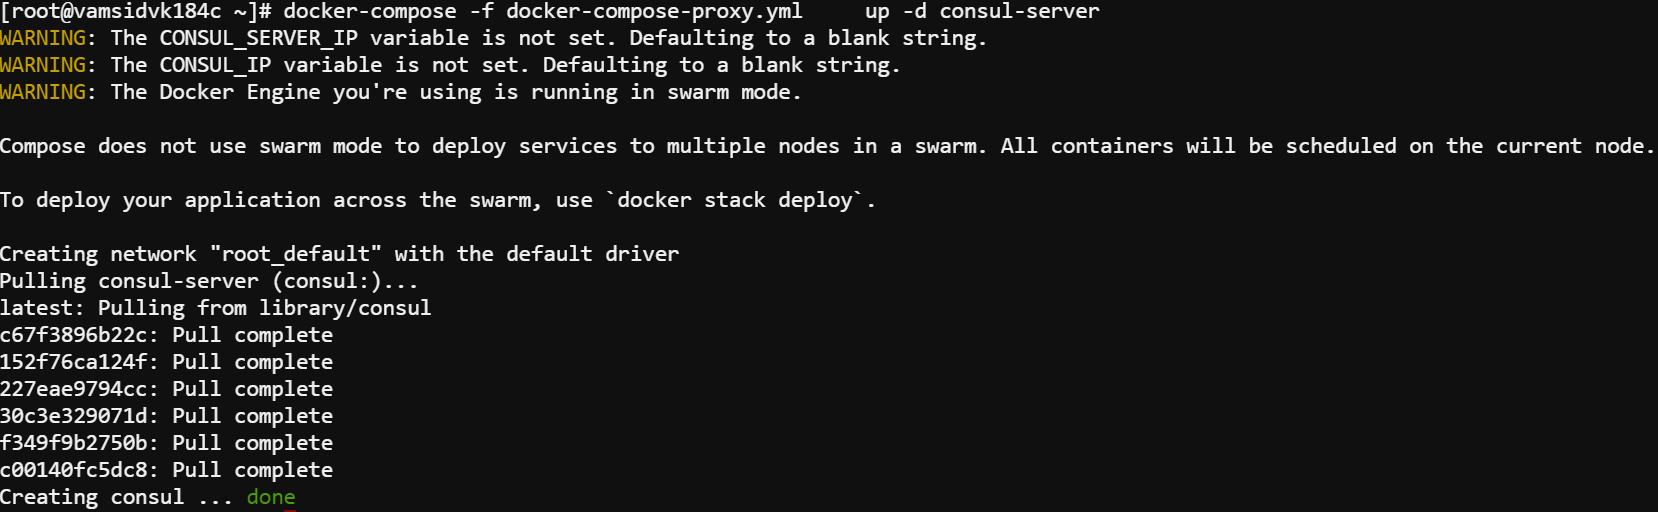 [root@vamsidvk184c ~]# docker-compose -f docker-compose-proxy.yml     up -d consul-server
WARNING: The CONSUL_SERVER_IP variable is not set. Defaulting to a blank string.
WARNING: The CONSUL_IP variable is not set. Defaulting to a blank string.
WARNING: The Docker Engine you're using is running in swarm mode.

Compose does not use swarm mode to deploy services to multiple nodes in a swarm. All containers will be scheduled on the current node.

To deploy your application across the swarm, use `docker stack deploy`.

Creating network "root_default" with the default driver
Pulling consul-server (consul:)...
latest: Pulling from library/consul
c67f3896b22c: Pull complete
152f76ca124f: Pull complete
227eae9794cc: Pull complete
30c3e329071d: Pull complete
f349f9b2750b: Pull complete
c00140fc5dc8: Pull complete
Creating consul ... done